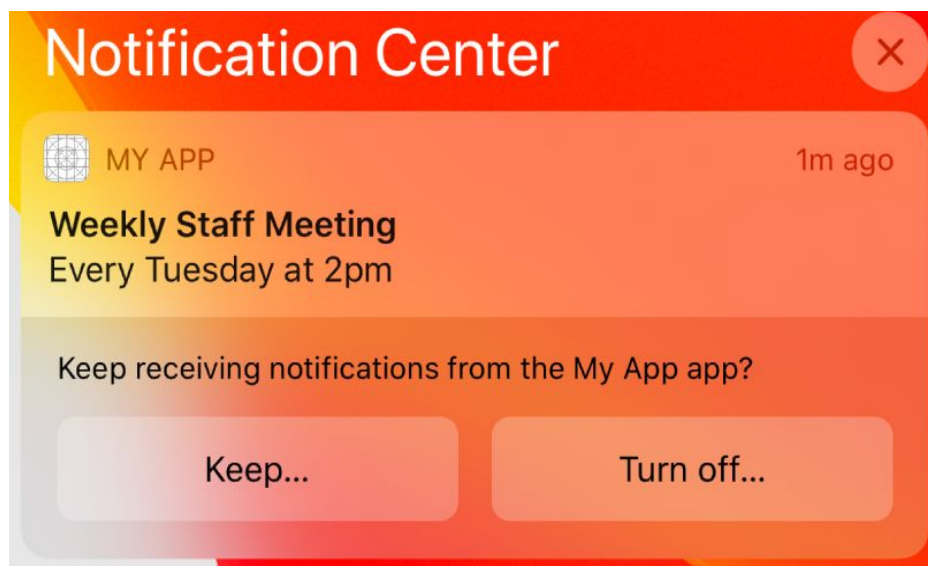 Notification Center
MY APP 1m ago
Weekly Staff Meeting
Every Tuesday at 2pm
Keep receiving notifications from the My App app?
Keep... Turn off...